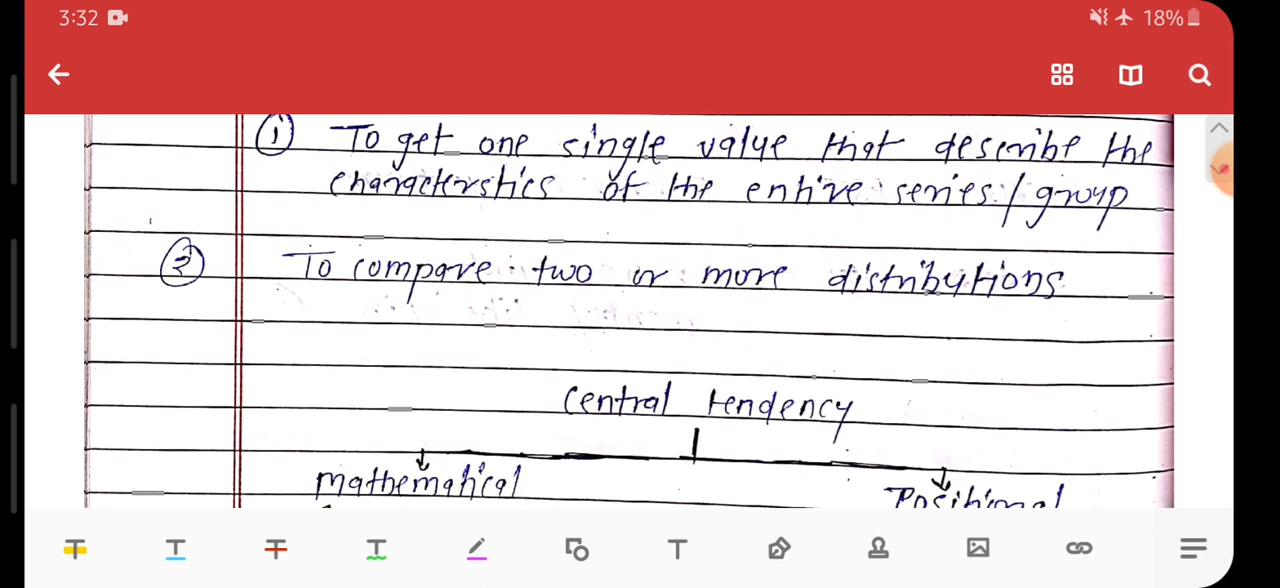 3:32
18%
① To get one single value that describe the
characterstics of the entire series/group
② To compare two or more distributions
Central tendency
mathematical
Positional
T T T T T